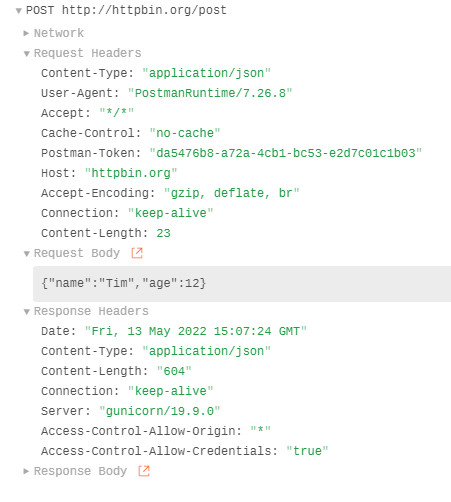 POST http://httpbin.org/post
Network
Request Headers
Content-Type: "application/json"
User-Agent: "PostmanRuntime/7.26.8"
Accept: "*/*"
Cache-Control: "no-cache"
Postman-Token: "da5476b8-a72a-4cb1-bc53-e2d7c01c1b03"
Host: "httpbin.org"
Accept-Encoding: "gzip, deflate, br"
Connection: "keep-alive"
Content-Length: 23
Request Body
{"name":"Tim","age":12}
Response Headers
Date: "Fri, 13 May 2022 15:07:24 GMT"
Content-Type: "application/json"
Content-Length: "604"
Connection: "keep-alive"
Server: "gunicorn/19.9.0"
Access-Control-Allow-Origin: "*"
Access-Control-Allow-Credentials: "true"
Response Body